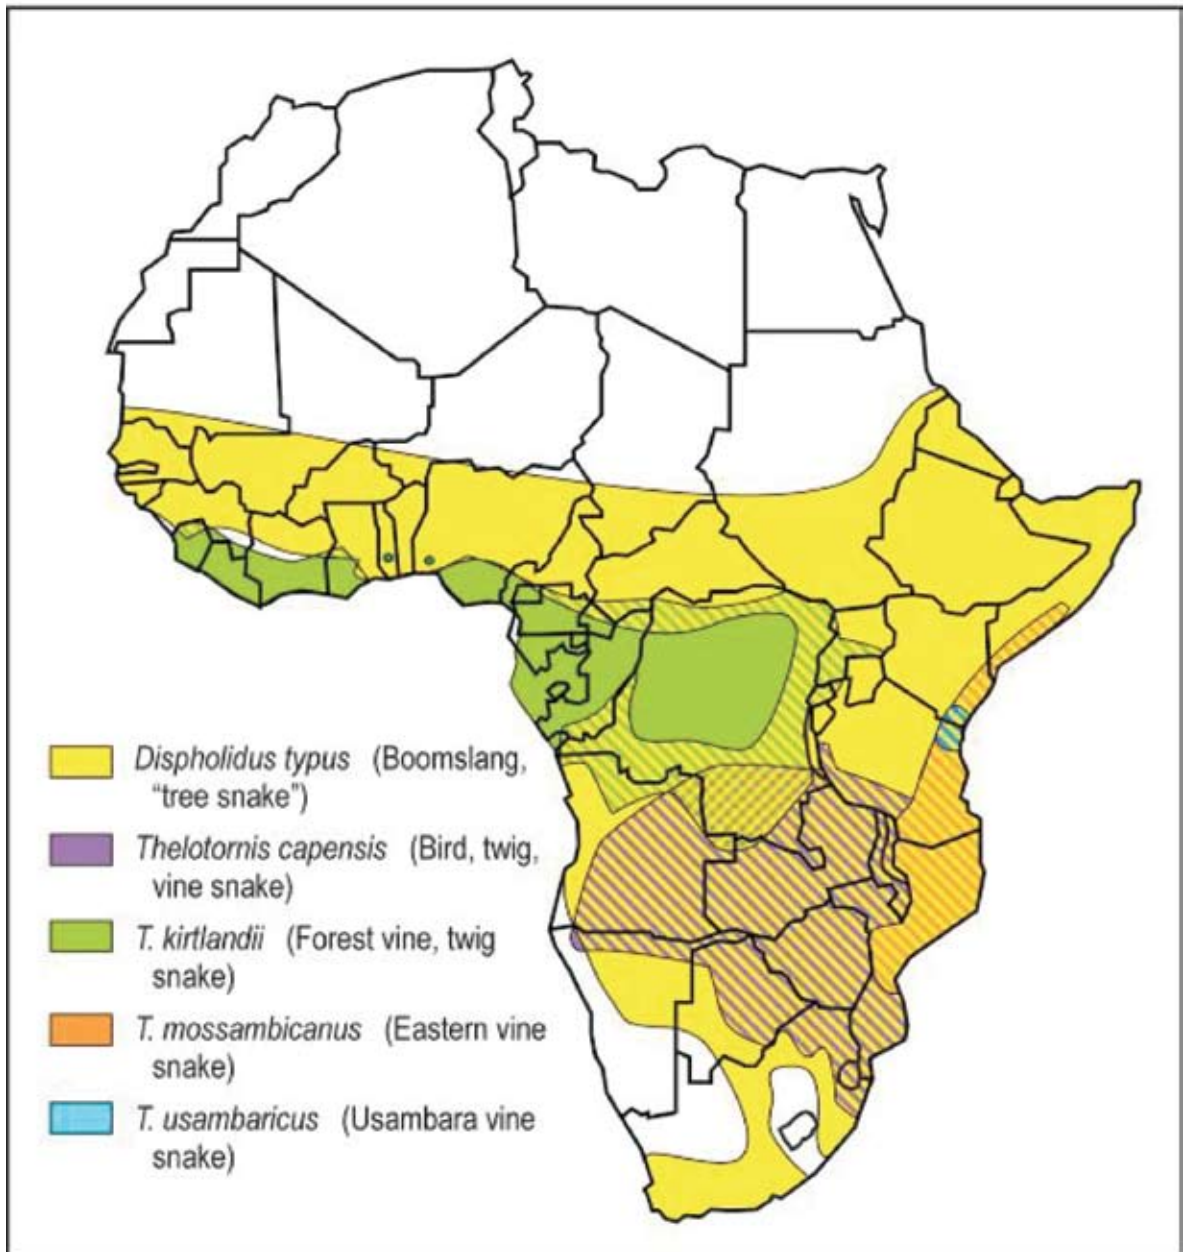 Dispholidus typus (Boomslang,
“tree snake”)
Thelotornis capensis (Bird, twig,
vine snake)
T. kirtlandii (Forest vine, twig
snake)
T. mossambicanus (Eastern vine
snake)
T. usambaricus (Usambara vine
snake)